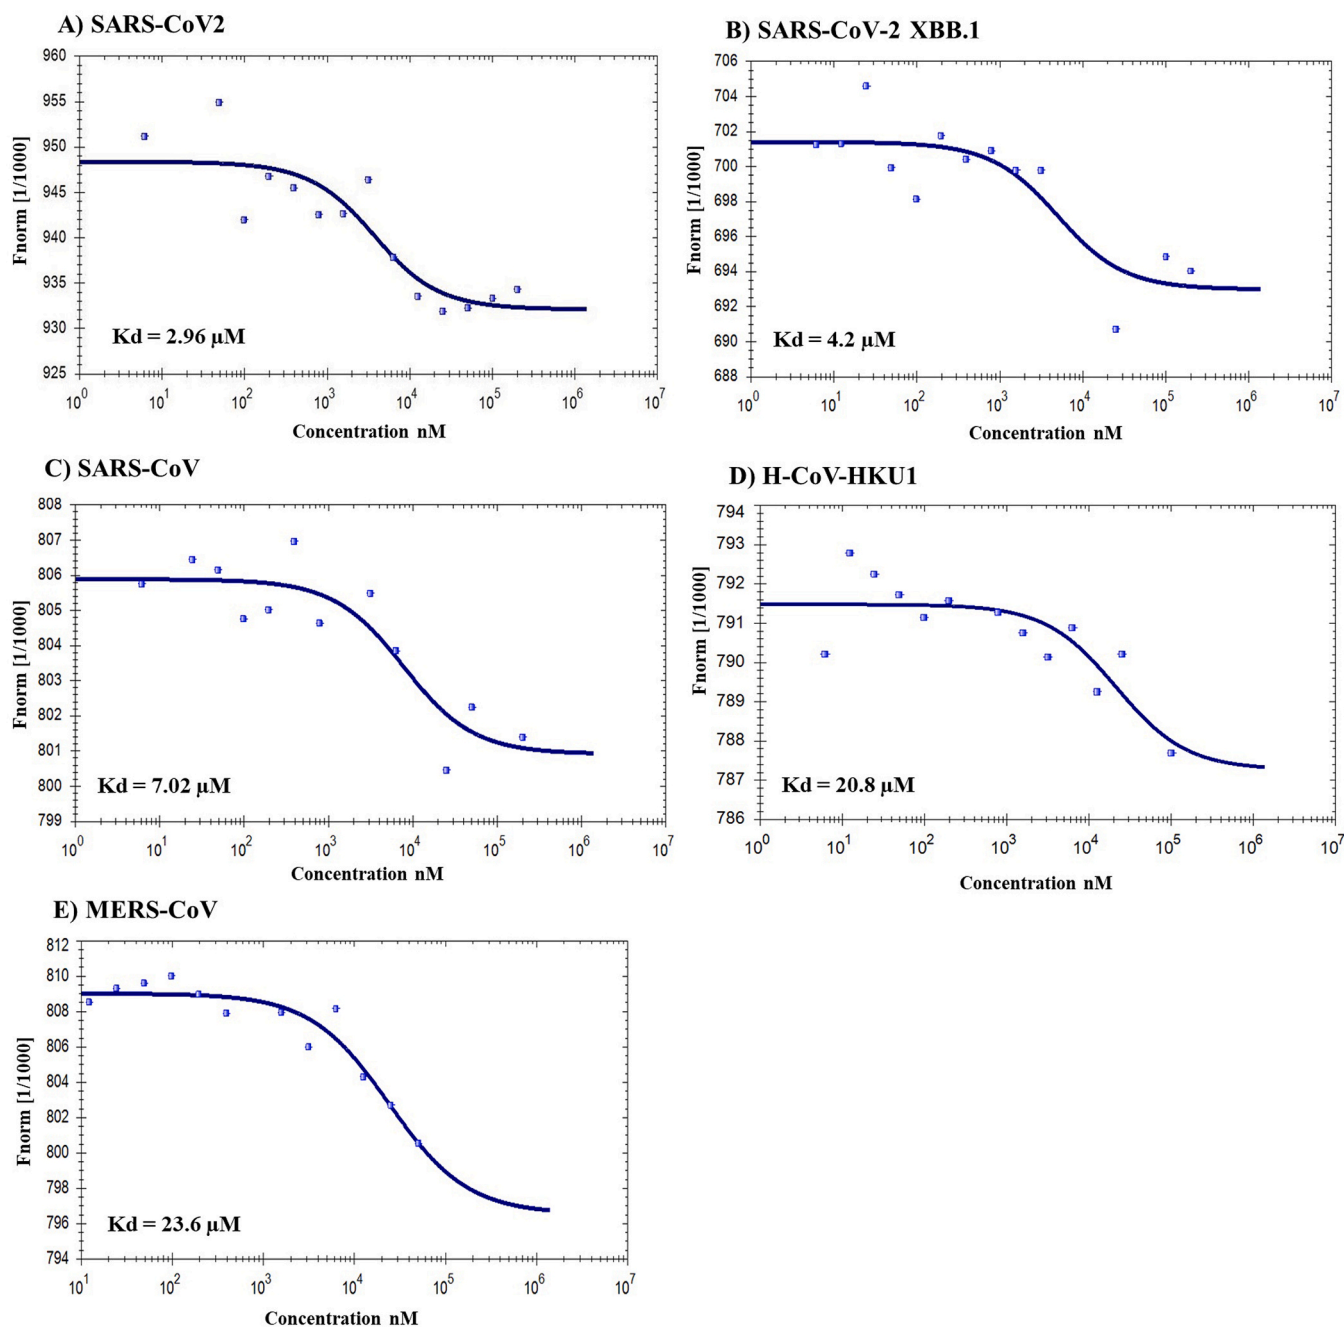 A) SARS-CoV2
960
955
950
945
940
935
930
925
Fnorm [1/1000]
Kd = 2.96 µM
10⁰ 10¹ 10² 10³ 10⁴ 10⁵ 10⁶ 10⁷
Concentration nM
B) SARS-CoV-2 XBB.1
706
704
702
700
698
696
694
692
690
688
Fnorm [1/1000]
Kd = 4.2 µM
10⁰ 10¹ 10² 10³ 10⁴ 10⁵ 10⁶ 10⁷
Concentration nM
C) SARS-CoV
808
807
806
805
804
803
802
801
800
799
Fnorm [1/1000]
Kd = 7.02 µM
10⁰ 10¹ 10² 10³ 10⁴ 10⁵ 10⁶ 10⁷
Concentration nM
D) H-CoV-HKU1
794
793
792
791
790
789
788
787
786
Fnorm [1/1000]
Kd = 20.8 µM
10⁰ 10¹ 10² 10³ 10⁴ 10⁵ 10⁶ 10⁷
Concentration nM
E) MERS-CoV
812
810
808
806
804
802
800
798
796
794
Fnorm [1/1000]
Kd = 23.6 µM
10¹ 10² 10³ 10⁴ 10⁵ 10⁶ 10⁷
Concentration nM